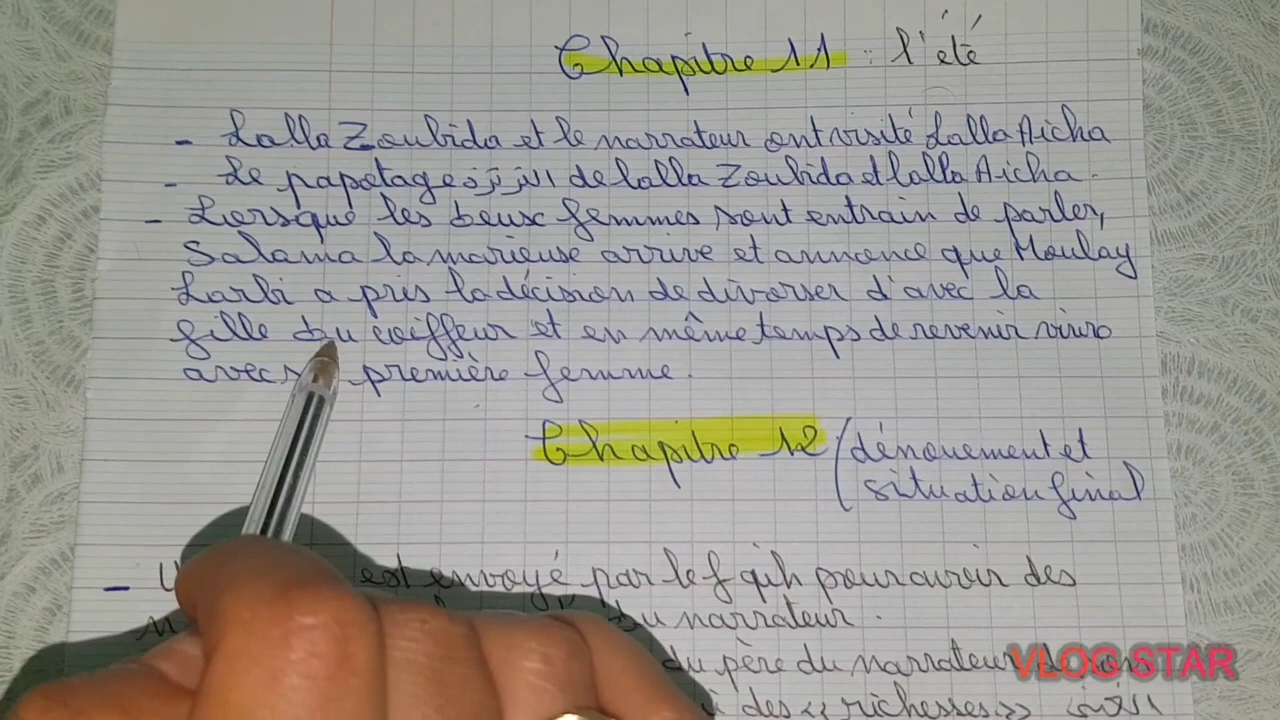 Chapitre 11 : l'été
- Lalla Zoubida et le narrateur ont visité Lalla Aicha
- Le papotage de lalla Zoubida et lalla Aicha.
- Lorsque les deux femmes sont entrain de parler,
Salama la marieuse arrive et annonce que Moulay
Larbi a pris la décision de divorser d'avec la
fille du coiffeur et en même temps de revenir vivre
avec première femme.
Chapitre 12 (dénouement et
situation final
- est envoyé par le fqih pour avoir des
du narrateur.
du père du narrateur
des << richesses >>
VLOG STAR